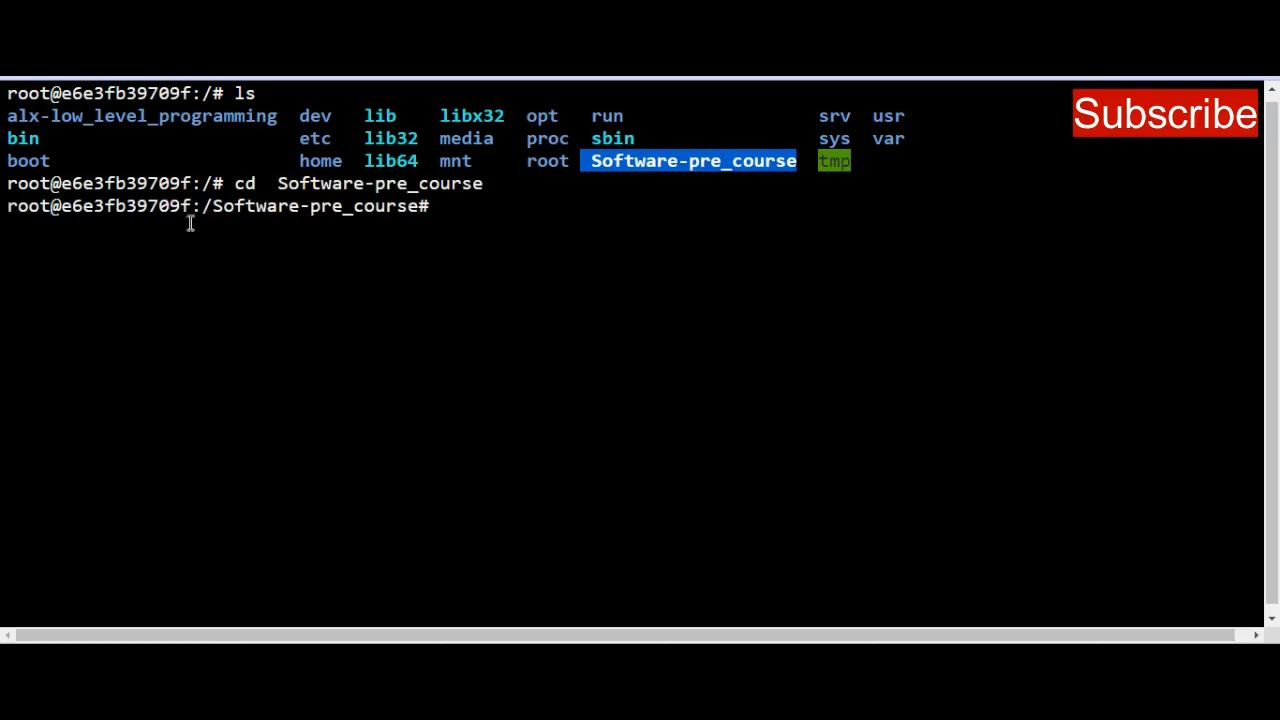 root@e6e3fb39709f:/# ls
alx-low_level_programming  dev  lib  libx32  opt  run  srv  usr
bin  etc  lib32  media  proc  sbin  sys  var
boot  home  lib64  mnt  root  Software-pre_course  tmp
root@e6e3fb39709f:/# cd  Software-pre_course
root@e6e3fb39709f:/Software-pre_course#
Subscribe